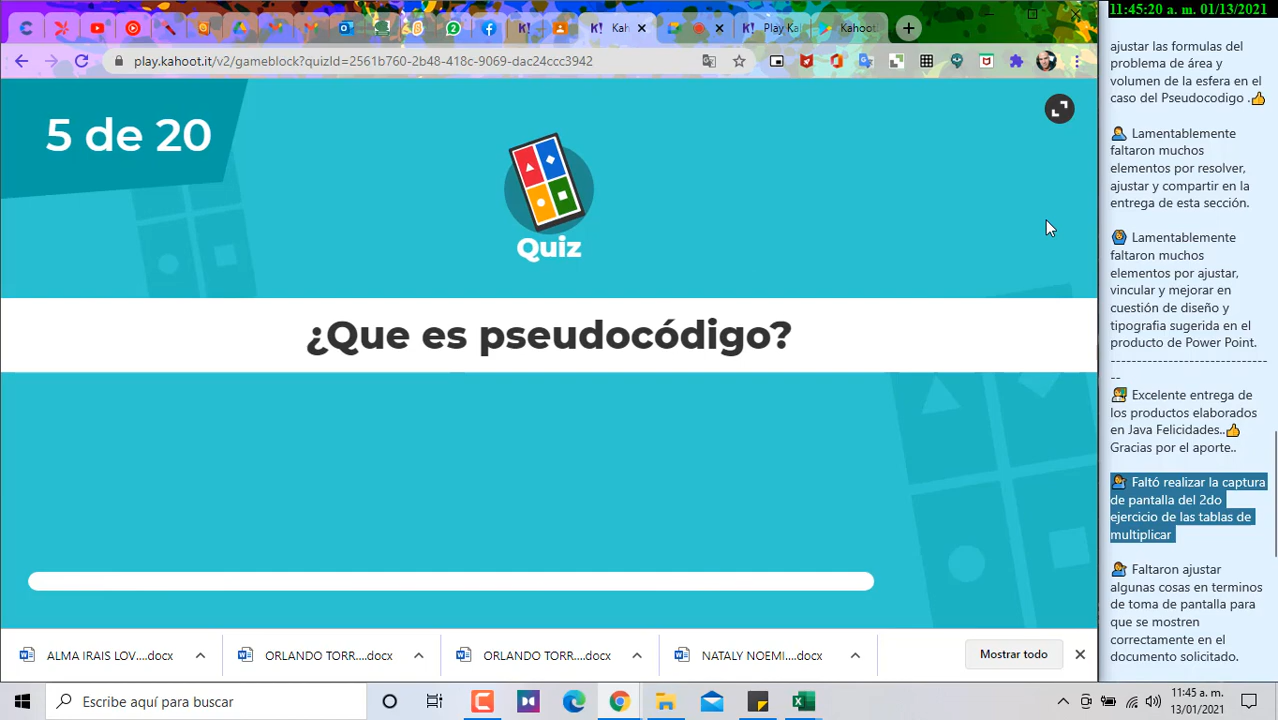 11:45:20 a. m. 01/13/2021
Kah
Play Ka
Kahoot!
play.kahoot.it/v2/gameblock?quizId=2561b760-2b48-418c-9069-dac24ccc3942
5 de 20
Quiz
¿Que es pseudocódigo?
ajustar las formulas del
problema de área y
volumen de la esfera en el
caso del Pseudocodigo .👍
Lamentablemente
faltaron muchos
elementos por resolver,
ajustar y compartir en la
entrega de esta sección.
Lamentablemente
faltaron muchos
elementos por ajustar,
vincular y mejorar en
cuestión de diseño y
tipografia sugerida en el
producto de Power Point.
--------------------------------
Excelente entrega de
los productos elaborados
en Java Felicidades..👍
Gracias por el aporte..
Faltó realizar la captura
de pantalla del 2do
ejercicio de las tablas de
multiplicar
Faltaron ajustar
algunas cosas en terminos
de toma de pantalla para
que se mostren
correctamente en el
documento solicitado.
ALMA IRAIS LOV....docx
ORLANDO TORR....docx
ORLANDO TORR....docx
NATALY NOEMI....docx
Mostrar todo
Escribe aquí para buscar
11:45 a. m.
13/01/2021